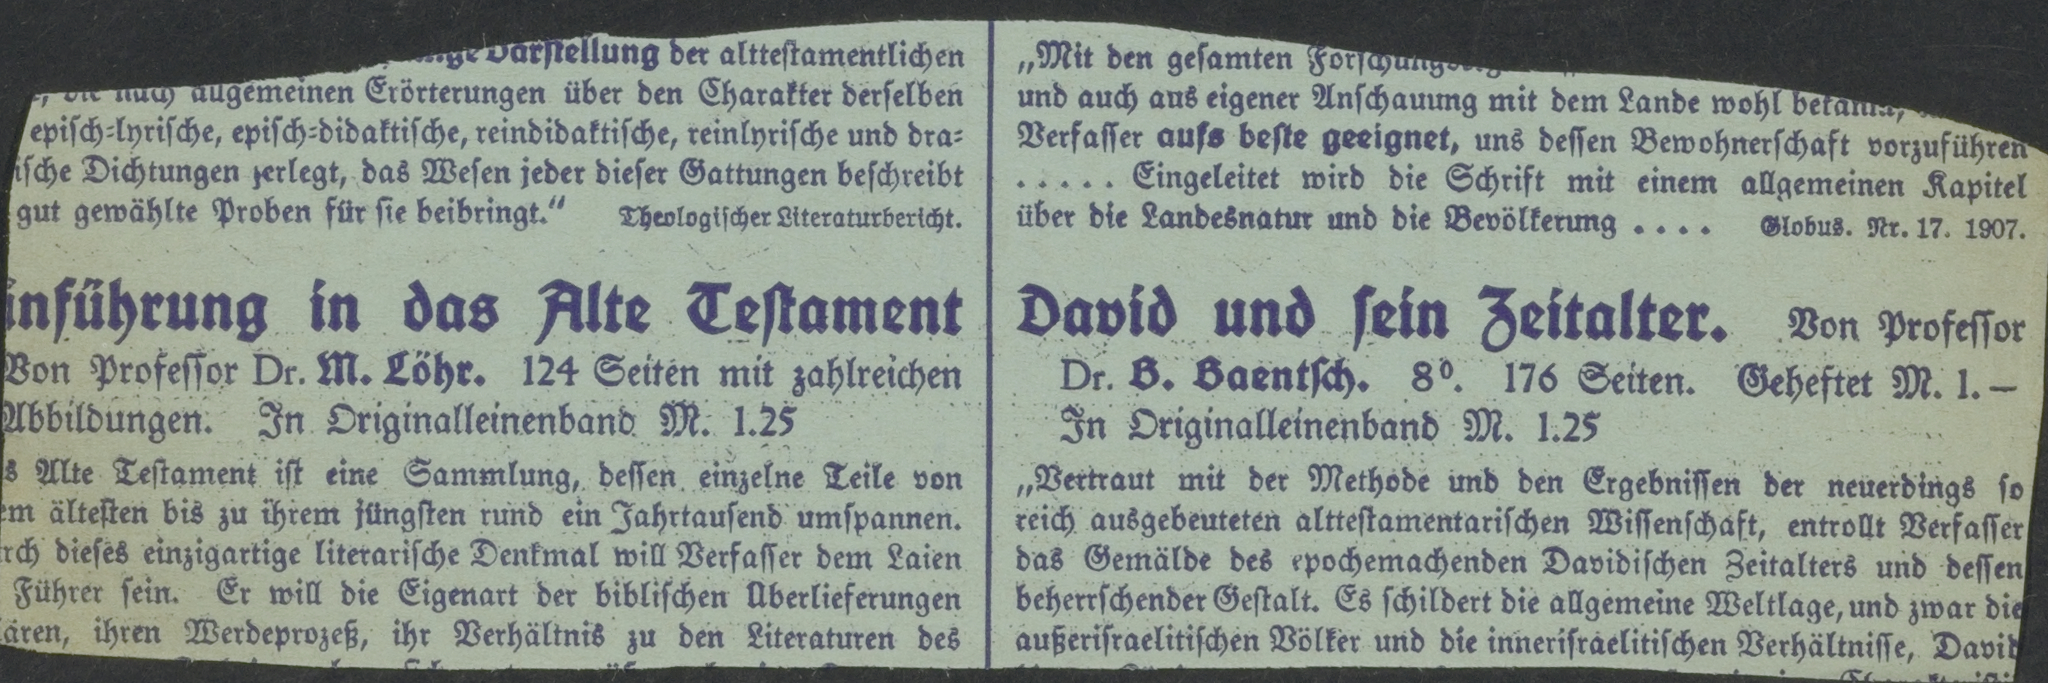 Darstellung der alttestamentlichen
allgemeinen Erörterungen über den Charakter derselben
episch-lyrische, episch-didaktische, reindidaktische, reinlyrische und dra-
ische Dichtungen zerlegt, das Wesen jeder dieser Gattungen beschreibt
gut gewählte Proben für sie beibringt.“ Theologischer Literaturbericht.
inführung in das Alte Testament
Von Professor Dr. M. Löhr. 124 Seiten mit zahlreichen
Abbildungen. In Originalleinenband M. 1.25
s Alte Testament ist eine Sammlung, dessen einzelne Teile von
em ältesten bis zu ihrem jüngsten rund ein Jahrtausend umspannen.
rch dieses einzigartige literarische Denkmal will Verfasser dem Laien
Führer sein. Er will die Eigenart der biblischen Überlieferungen
ären, ihren Werdeprozeß, ihr Verhältnis zu den Literaturen des
„Mit den gesamten
und auch aus eigener Anschauung mit dem Lande wohl bekannt,
Verfasser aufs beste geeignet, uns dessen Bewohnerschaft vorzuführen
..... Eingeleitet wird die Schrift mit einem allgemeinen Kapitel
über die Landesnatur und die Bevölkerung .... Globus. Nr. 17. 1907.
David und sein Zeitalter. Von Professor
Dr. B. Baentsch. 8⁰. 176 Seiten. Geheftet M. 1.—
In Originalleinenband M. 1.25
„Vertraut mit der Methode und den Ergebnissen der neuerdings so
reich ausgebeuteten alttestamentarischen Wissenschaft, entrollt Verfasser
das Gemälde des epochemachenden Davidischen Zeitalters und dessen
beherrschender Gestalt. Es schildert die allgemeine Weltlage, und zwar die
außerisraelitischen Völker und die innerisraelitischen Verhältnisse, David